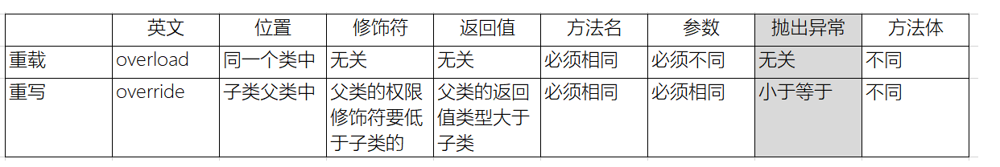 英文 位置 修饰符 返回值 方法名 参数 抛出异常 方法体
重载 overload 同一个类中 无关 无关 必须相同 必须不同 无关 不同
重写 override 子类父类中 父类的权限 父类的返回 必须相同 必须相同 小于等于 不同
修饰符要低 值类型大于
于子类的 子类